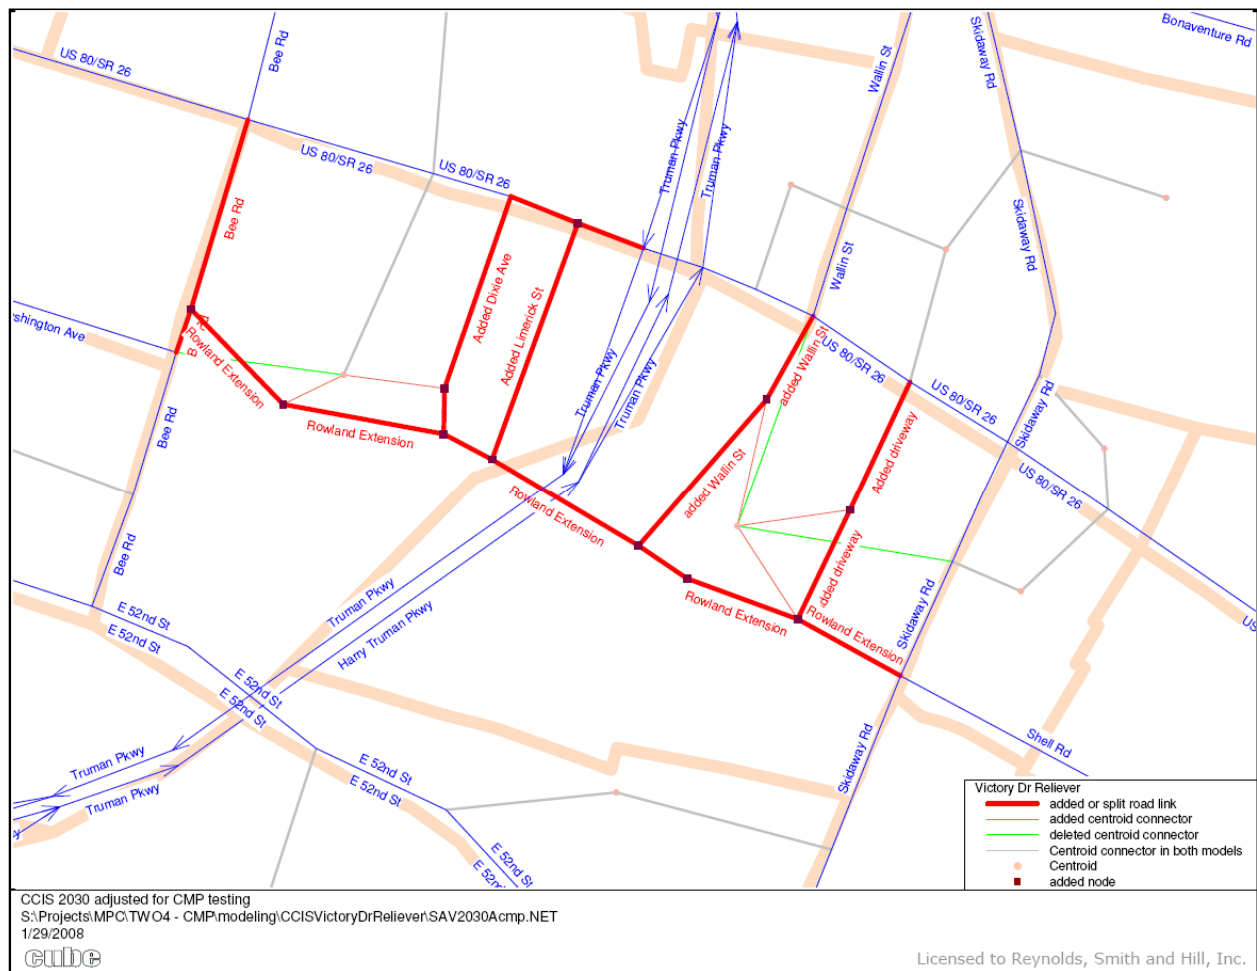 Bonaventure Rd
Bee Rd
Skidaway Rd
Wallin St
US 80/SR 26
Truman Pkwy
Truman Pkwy
US 80/SR 26
US 80/SR 26
Bee Rd
Skidaway Rd
Wallin St
Added Dixie Ave
Added Limerick St
shington Ave
Rowland Extension
Truman Pkwy
Truman Pkwy
added Wallin St
US 80/SR 26
US 80/SR 26
Skidaway Rd
Bee Rd
Rowland Extension
Added driveway
added Wallin St
US 80/SR 26
Rowland Extension
Bee Rd
Added driveway
Skidaway Rd
Truman Pkwy
Harry Truman Pkwy
Rowland Extension
Rowland Extension
E 52nd St
E 52nd St
US
E 52nd St
E 52nd St
Shell Rd
Skidaway Rd
Truman Pkwy
Truman Pkwy
E 52nd St
E 52nd St
E 52nd St
E 52nd St
Victory Dr Reliever
added or split road link
added centroid connector
deleted centroid connector
Centroid connector in both models
Centroid
added node
CCIS 2030 adjusted for CMP testing
S:\Projects\MPC\TWO4 - CMP\modeling\CCISVictoryDrReliever\SAV2030Acmp.NET
1/29/2008
cube
Licensed to Reynolds, Smith and Hill, Inc.